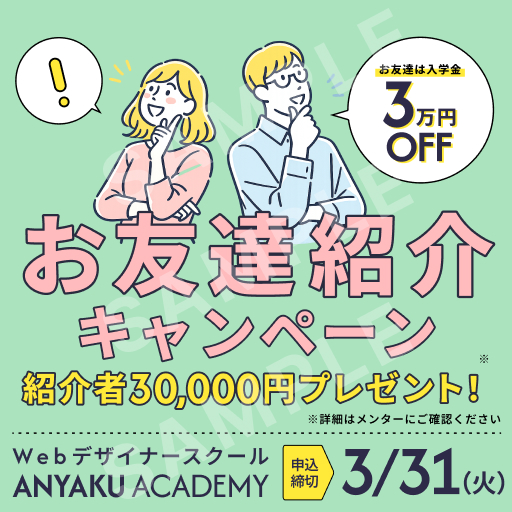 !
お友達は入学金
3万円
OFF
お友達紹介
キャンペーン
※
紹介者30,000円プレゼント!
※詳細はメンターにご確認ください
Webデザイナースクール
ANYAKU ACADEMY
申込
締切
3/31(火)
SAMPLE
SAMPLE
SAMPLE